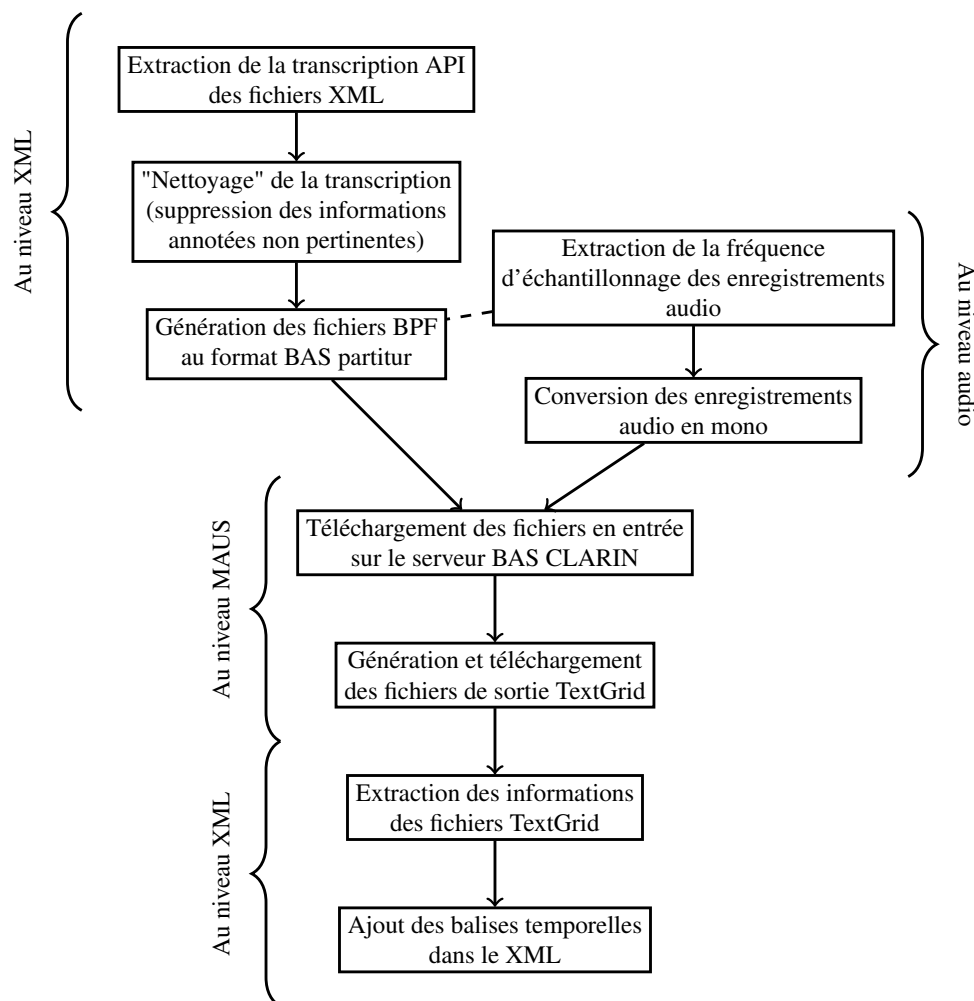 Au niveau XML
Extraction de la transcription API
des fichiers XML
"Nettoyage" de la transcription
(suppression des informations
annotées non pertinentes)
Génération des fichiers BPF
au format BAS partitur
Extraction de la fréquence
d'échantillonnage des enregistrements
audio
Conversion des enregistrements
audio en mono
Au niveau audio
Au niveau MAUS
Téléchargement des fichiers en entrée
sur le serveur BAS CLARIN
Génération et téléchargement
des fichiers de sortie TextGrid
Au niveau XML
Extraction des informations
des fichiers TextGrid
Ajout des balises temporelles
dans le XML